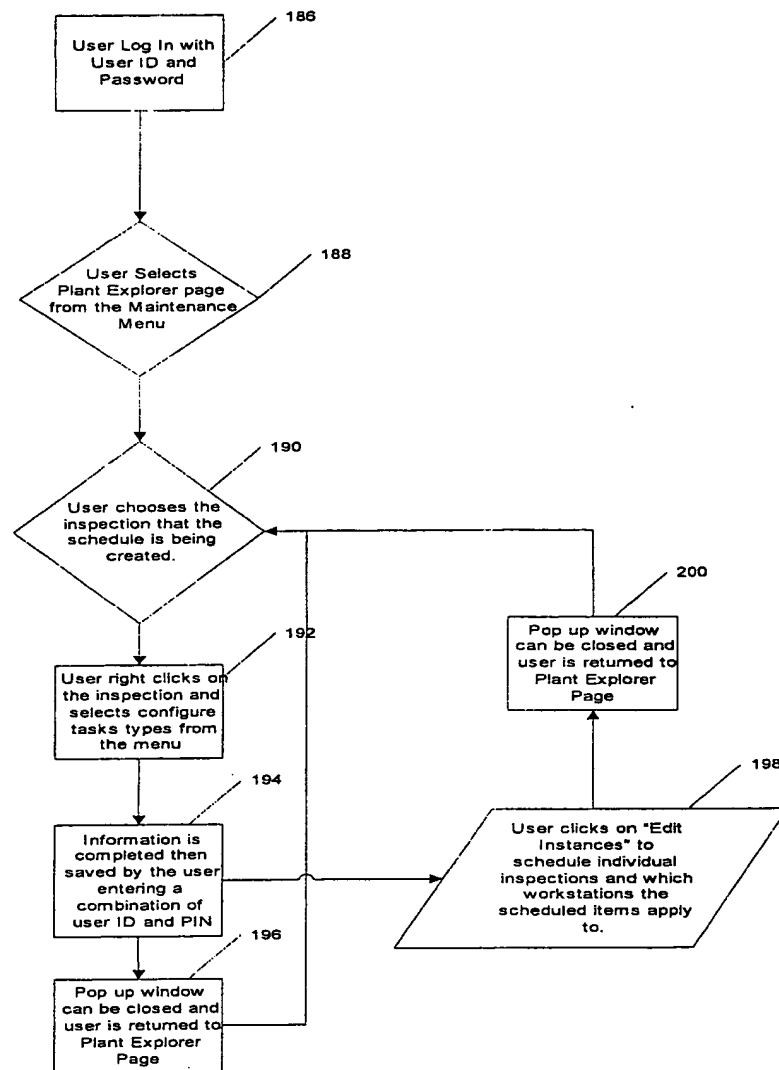 186
User Log In with
User ID and
Password
188
User Selects
Plant Explorer page
from the Maintenance
Menu
190
User chooses the
inspection that the
schedule is being
created.
192
User right clicks on
the inspection and
selects configure
tasks types from
the menu
194
Information is
completed then
saved by the user
entering a
combination of
user ID and PIN
196
Pop up window
can be closed and
user is returned to
Plant Explorer
Page
198
User clicks on "Edit
Instances" to
schedule individual
inspections and which
workstations the
scheduled items apply
to.
200
Pop up window
can be closed and
user is returned to
Plant Explorer
Page